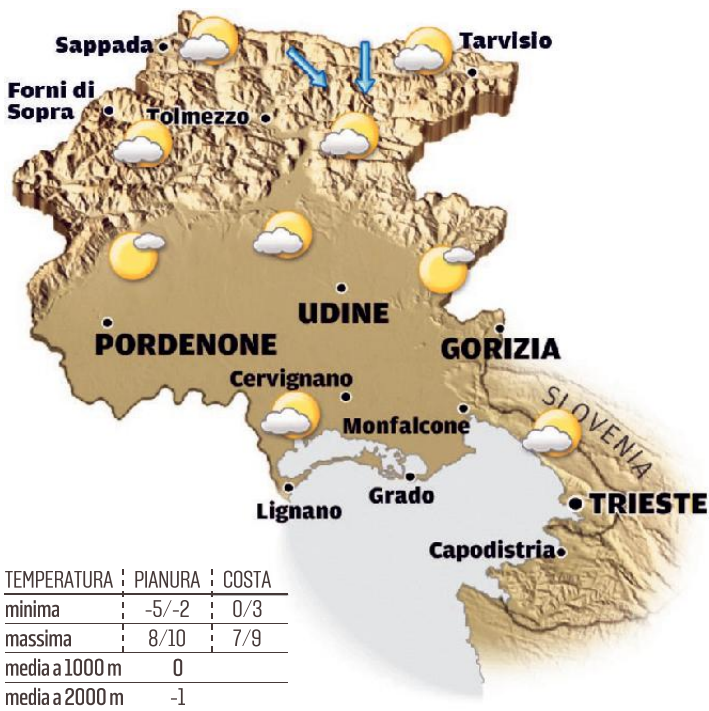 Sappada
Tarvisio
Forni di
Sopra
Tolmezzo
UDINE
PORDENONE
GORIZIA
Cervignano
SLOVENIA
Monfalcone
Grado
Lignano
TRIESTE
Capodistria
TEMPERATURA PIANURA COSTA
minima -5/-2 0/3
massima 8/10 7/9
media a 1000 m 0
media a 2000 m -1